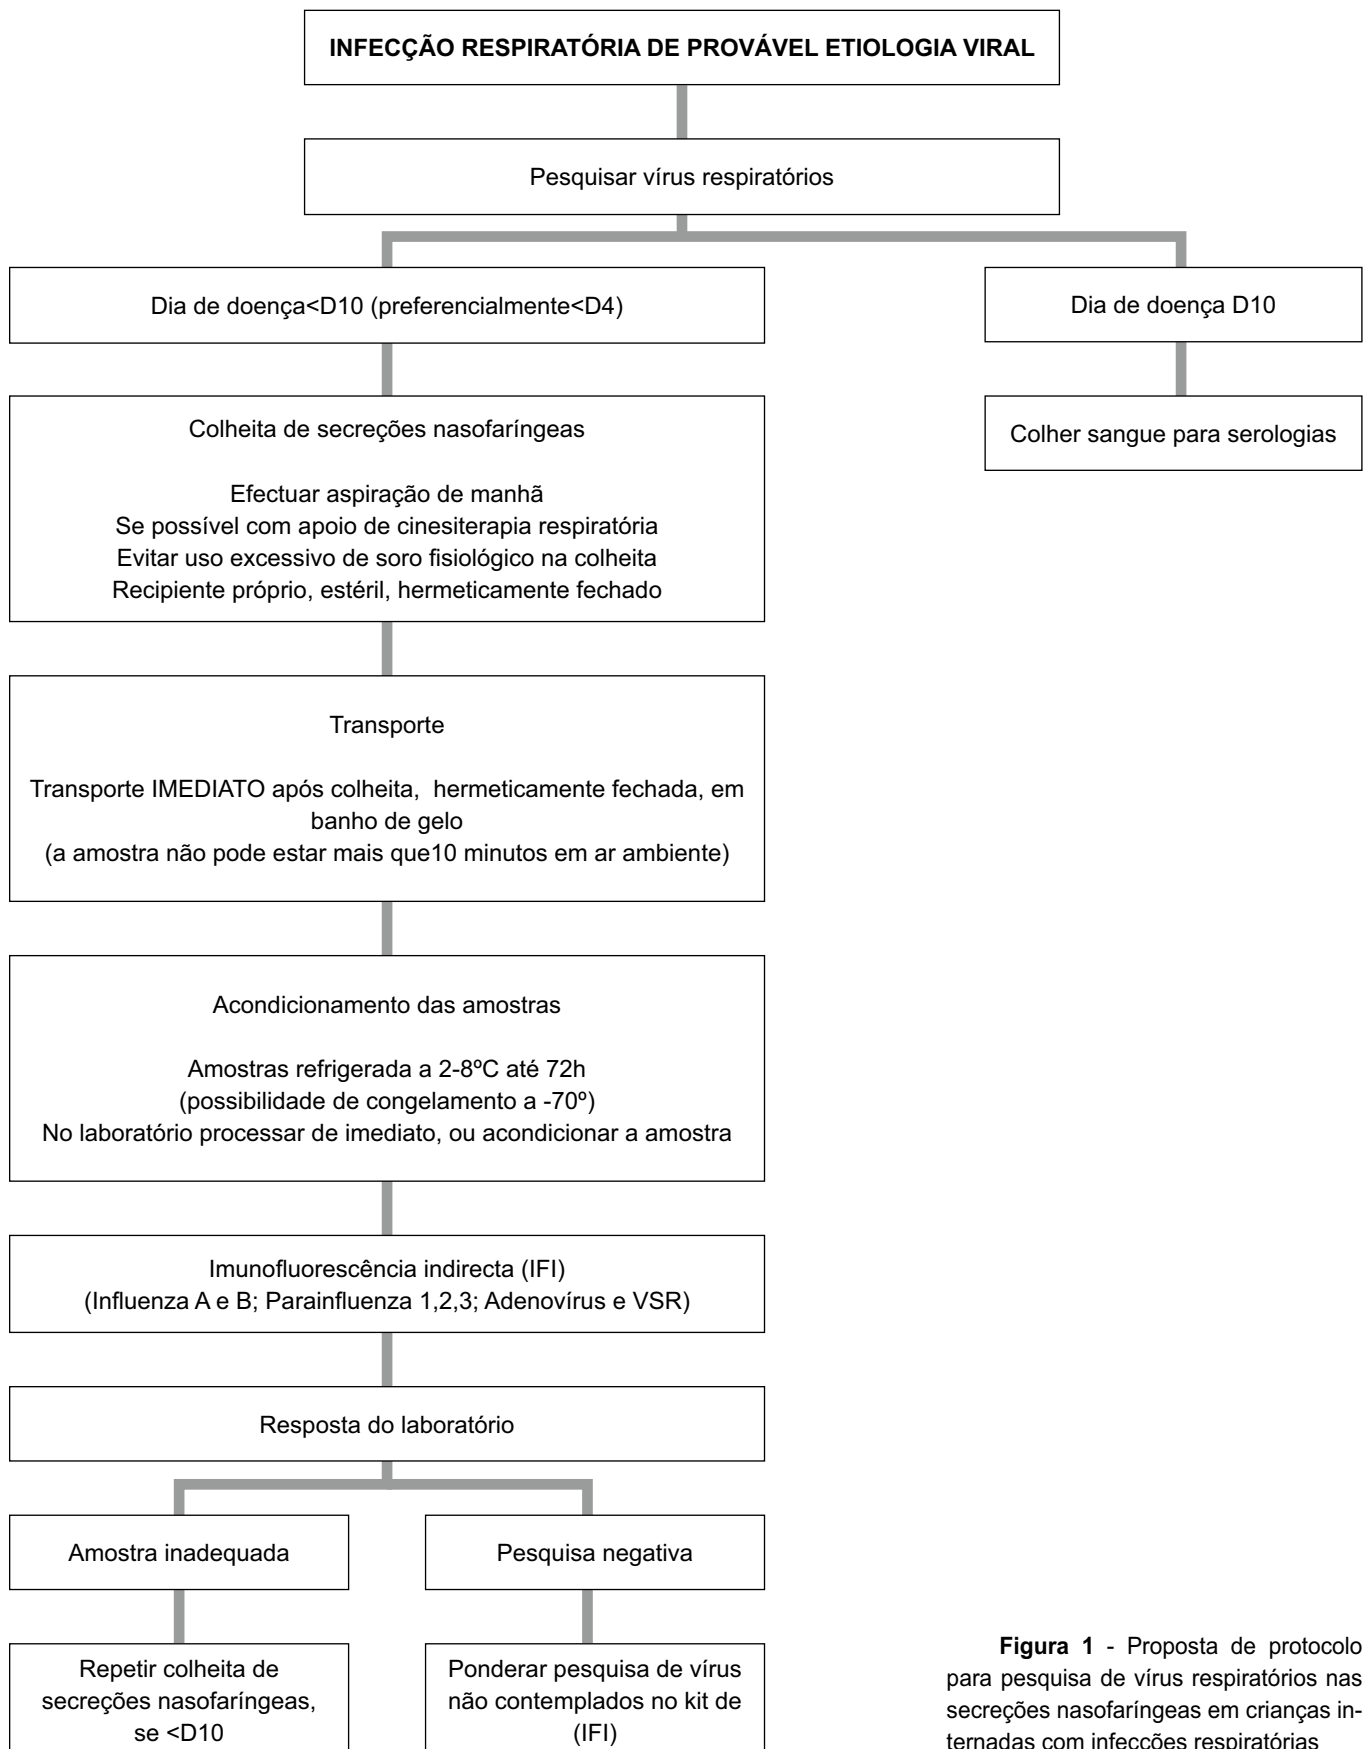 INFECÇÃO RESPIRATÓRIA DE PROVÁVEL ETIOLOGIA VIRAL
Pesquisar vírus respiratórios
Dia de doença<D10 (preferencialmente<D4)
Dia de doença D10
Colheita de secreções nasofaríngeas
Efectuar aspiração de manhã
Se possível com apoio de cinesiterapia respiratória
Evitar uso excessivo de soro fisiológico na colheita
Recipiente próprio, estéril, hermeticamente fechado
Colher sangue para serologias
Transporte
Transporte IMEDIATO após colheita, hermeticamente fechada, em
banho de gelo
(a amostra não pode estar mais que10 minutos em ar ambiente)
Acondicionamento das amostras
Amostras refrigerada a 2-8ºC até 72h
(possibilidade de congelamento a -70º)
No laboratório processar de imediato, ou acondicionar a amostra
Imunofluorescência indirecta (IFI)
(Influenza A e B; Parainfluenza 1,2,3; Adenovírus e VSR)
Resposta do laboratório
Amostra inadequada
Pesquisa negativa
Repetir colheita de
secreções nasofaríngeas,
se <D10
Ponderar pesquisa de vírus
não contemplados no kit de
(IFI)
Figura 1 - Proposta de protocolo
para pesquisa de vírus respiratórios nas
secreções nasofaríngeas em crianças in-
ternadas com infecções respiratórias